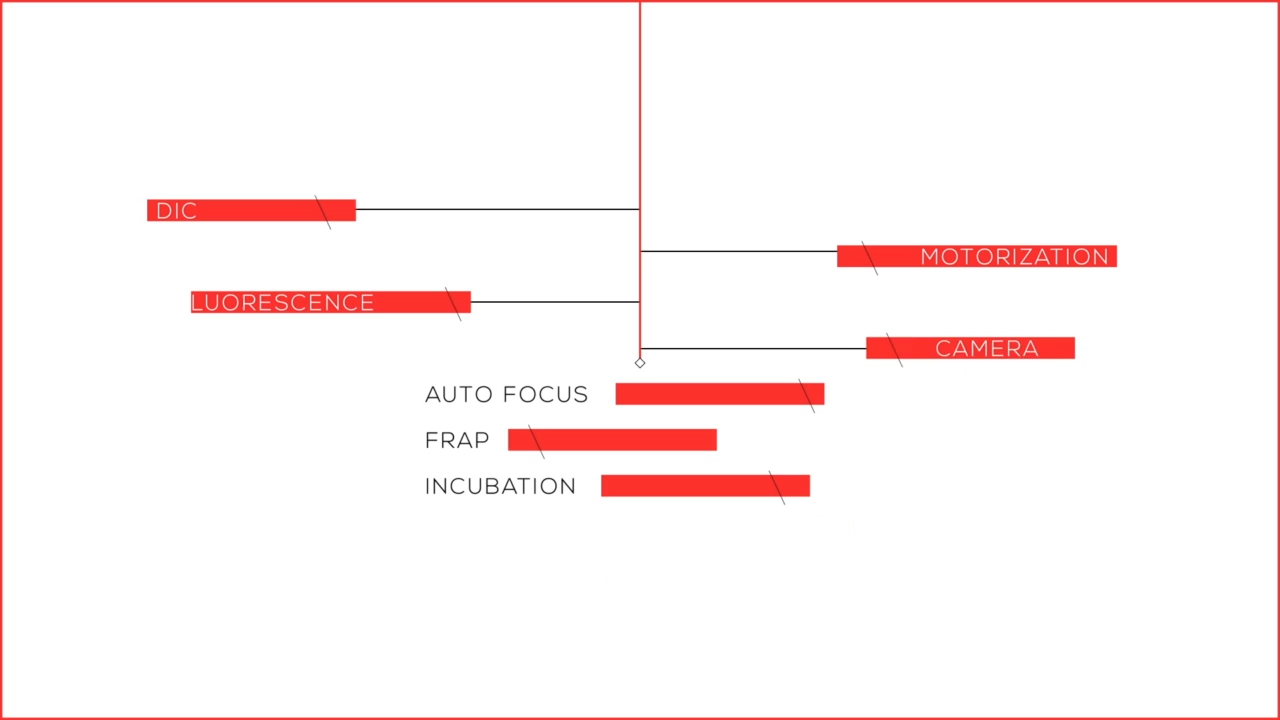 DIC
MOTORIZATION
LUORESCENCE
CAMERA
AUTO FOCUS
FRAP
INCUBATION